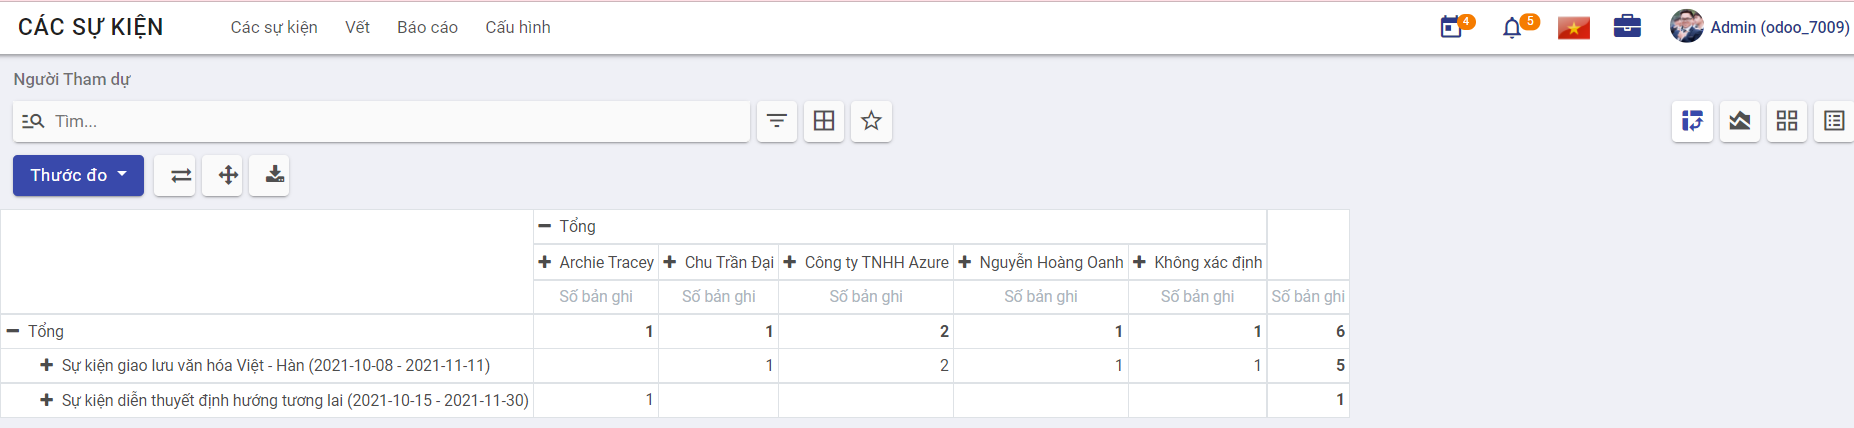 CÁC SỰ KIỆN Các sự kiện Vết Báo cáo Cấu hình 4 5 Admin (odoo_7009)
Người Tham dự
Tìm...
Thước đo
Tổng
Archie Tracey Chu Trần Đại Công ty TNHH Azure Nguyễn Hoàng Oanh Không xác định
Số bản ghi Số bản ghi Số bản ghi Số bản ghi Số bản ghi Số bản ghi
Tổng 1 1 2 1 1 6
Sự kiện giao lưu văn hóa Việt - Hàn (2021-10-08 - 2021-11-11) 1 2 1 1 5
Sự kiện diễn thuyết định hướng tương lai (2021-10-15 - 2021-11-30) 1 1